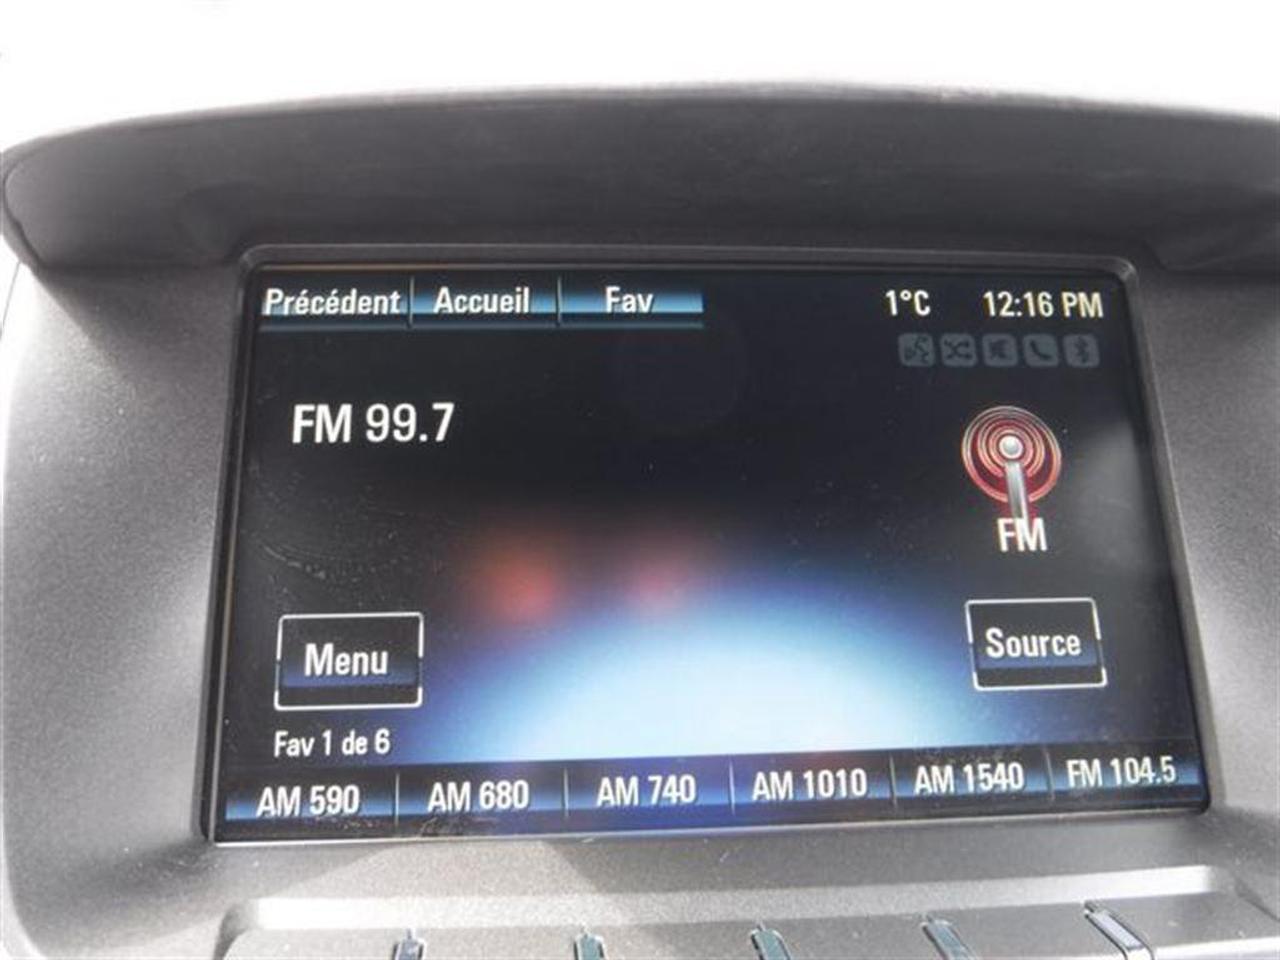 Précédent Accueil Fav 1°C 12:16 PM
FM 99.7
FM
Menu Source
Fav 1 de 6
AM 590 AM 680 AM 740 AM 1010 AM 1540 FM 104.5